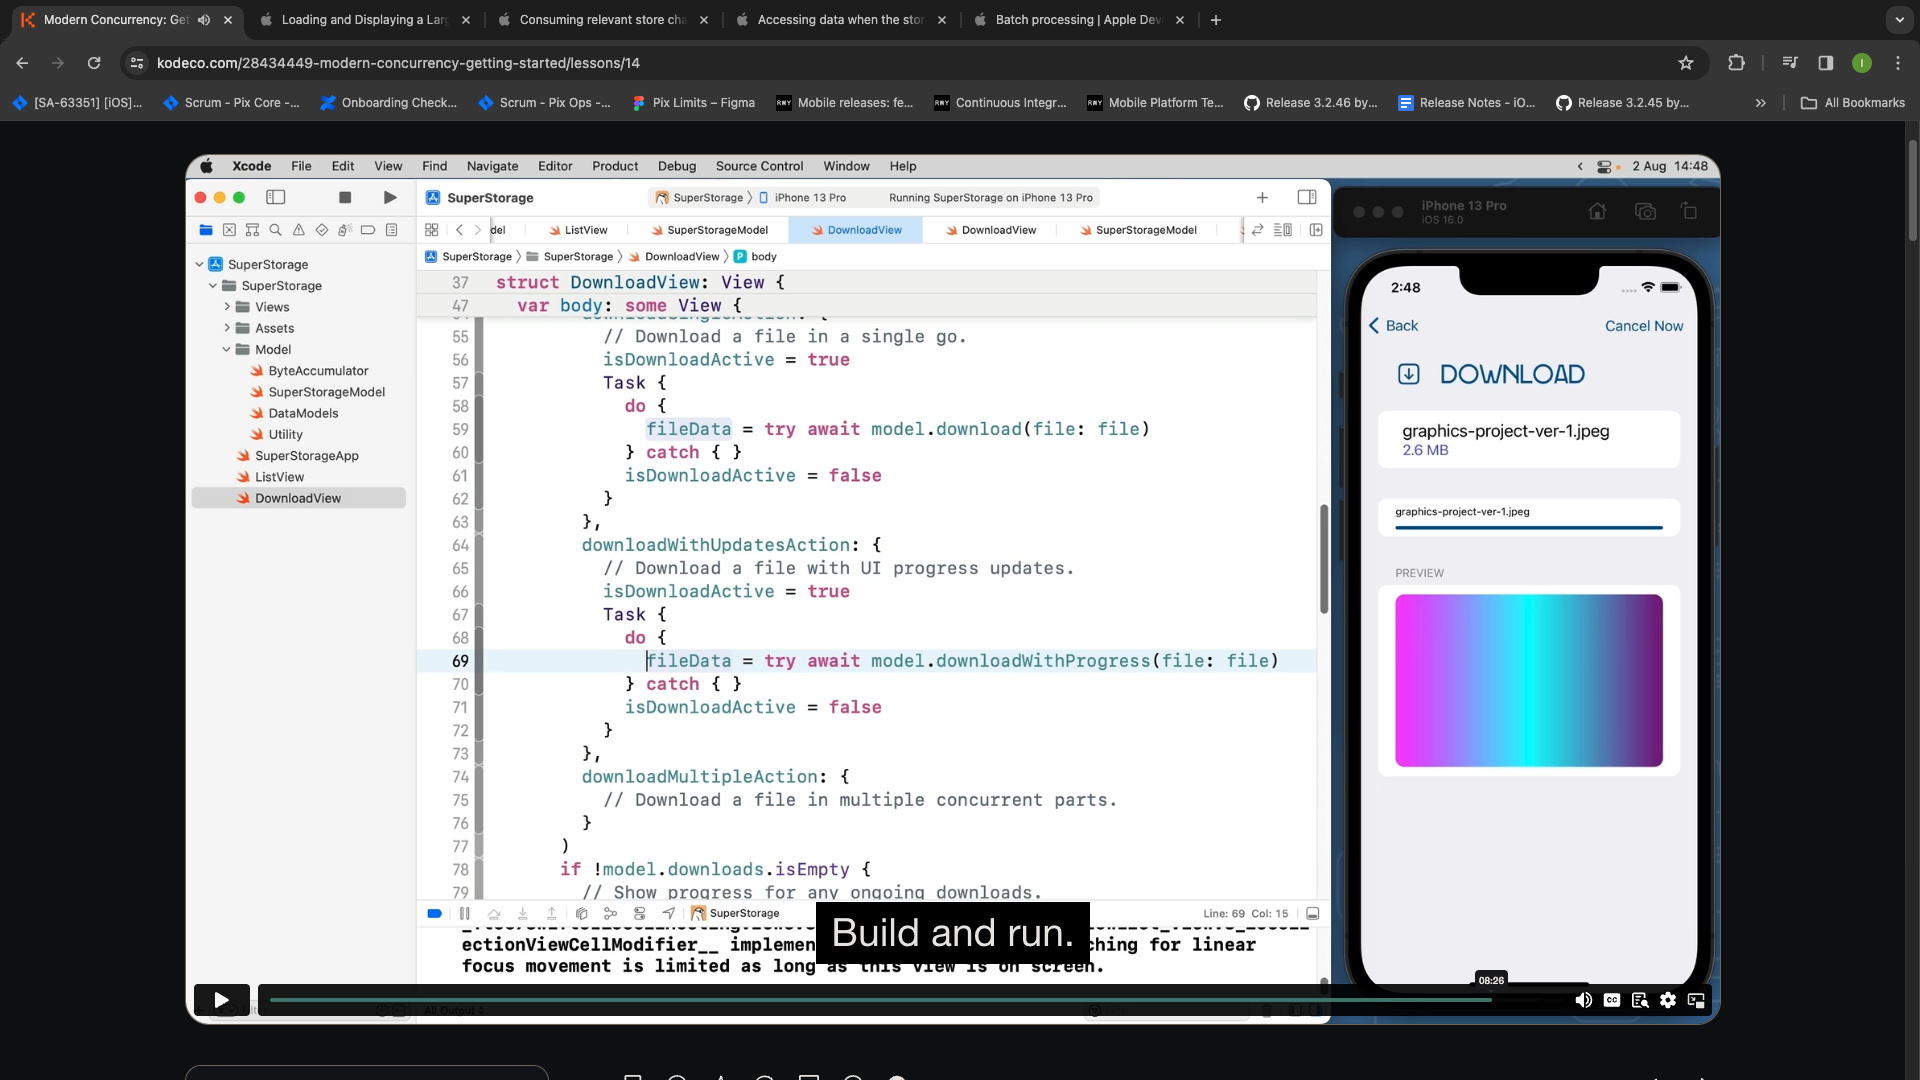 Modern Concurrency: Get
Loading and Displaying a Lar
Consuming relevant store cha
Accessing data when the stor
Batch processing | Apple Dev
kodeco.com/28434449-modern-concurrency-getting-started/lessons/14
I
[SA-63351] [iOS]...
Scrum - Pix Core -...
Onboarding Check...
Scrum - Pix Ops -...
Pix Limits – Figma
Mobile releases: fe...
Continuous Integr...
Mobile Platform Te...
Release 3.2.46 by...
Release Notes - iO...
Release 3.2.45 by...
All Bookmarks
Xcode File Edit View Find Navigate Editor Product Debug Source Control Window Help
2 Aug 14:48
SuperStorage
SuperStorage
iPhone 13 Pro
Running SuperStorage on iPhone 13 Pro
del
ListView
SuperStorageModel
DownloadView
DownloadView
SuperStorageModel
SuperStorage
SuperStorage
DownloadView
P body
SuperStorage
SuperStorage
Views
Assets
Model
ByteAccumulator
SuperStorageModel
DataModels
Utility
SuperStorageApp
ListView
DownloadView
37 struct DownloadView: View {
47 var body: some View {
55 // Download a file in a single go.
56 isDownloadActive = true
57 Task {
58 do {
59 fileData = try await model.download(file: file)
60 } catch { }
61 isDownloadActive = false
62 }
63 },
64 downloadWithUpdatesAction: {
65 // Download a file with UI progress updates.
66 isDownloadActive = true
67 Task {
68 do {
69 fileData = try await model.downloadWithProgress(file: file)
70 } catch { }
71 isDownloadActive = false
72 }
73 },
74 downloadMultipleAction: {
75 // Download a file in multiple concurrent parts.
76 }
77 )
78 if !model.downloads.isEmpty {
79 // Show progress for any ongoing downloads.
SuperStorage
Line: 69 Col: 15
ectionViewCellModifier__ implemen
ching for linear
focus movement is limited as long as this view is on screen.
Build and run.
All Output
08:26
CC
iPhone 13 Pro
iOS 16.0
2:48
Back
Cancel Now
DOWNLOAD
graphics-project-ver-1.jpeg
2.6 MB
graphics-project-ver-1.jpeg
PREVIEW